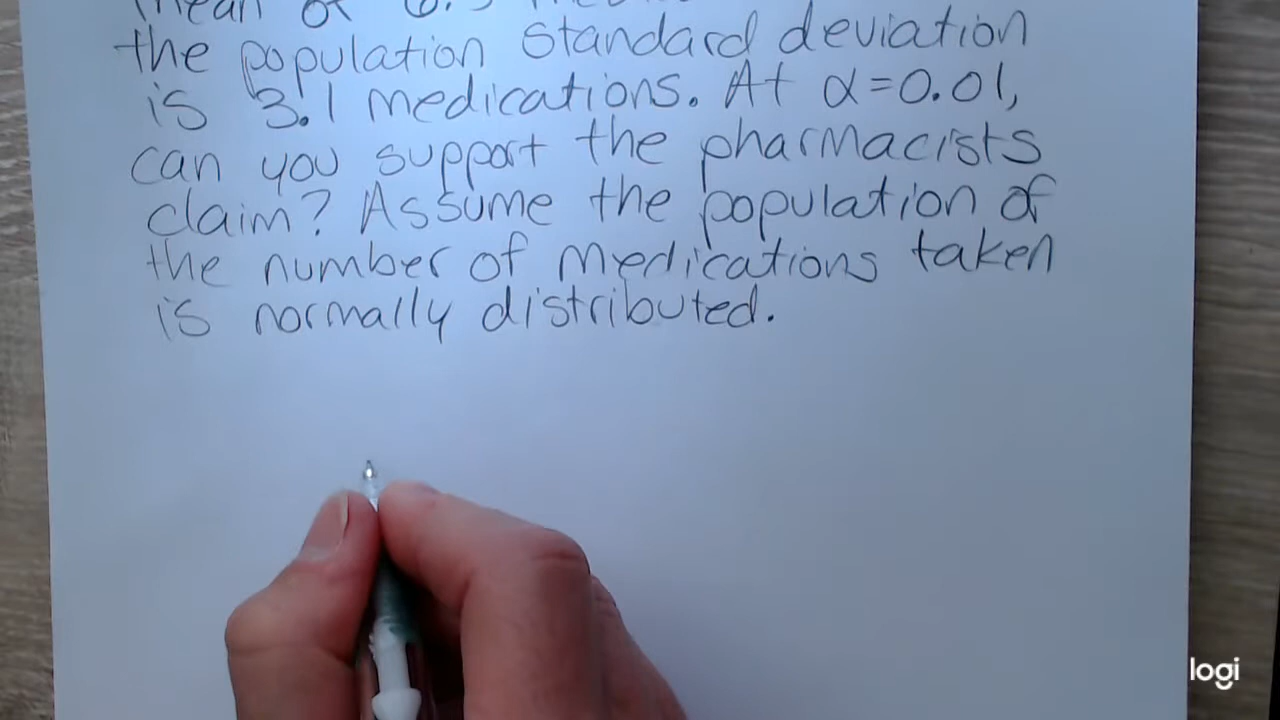 the population standard deviation
is 3.1 medications. At α=0.01,
can you support the pharmacists
claim? Assume the population of
the number of medications taken
is normally distributed.
logi